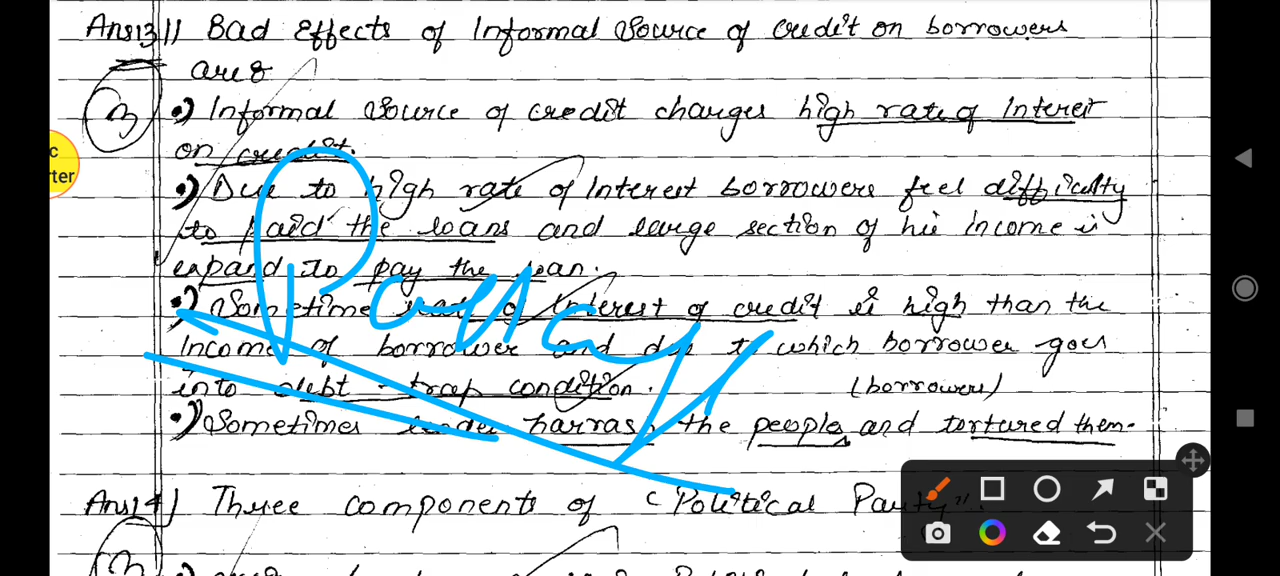 Ans13|| Bad Effects of Informal Source of credit on borrowers
are:
3
•) Informal Source of credit charges high rate of Interest
on credit.
c
rter
•) Due to high rate of Interest borrowers feel difficulty
to paid the loans and large section of his income is
expand to pay the loan.
•) Sometime of Interest of credit is high than the
Income of borrower and due to which borrower goes
into debt-trap condition. (borrowers)
•) Sometimes lender harrash the people and tortured them.
Ans14) Three components of "Political Party"
3